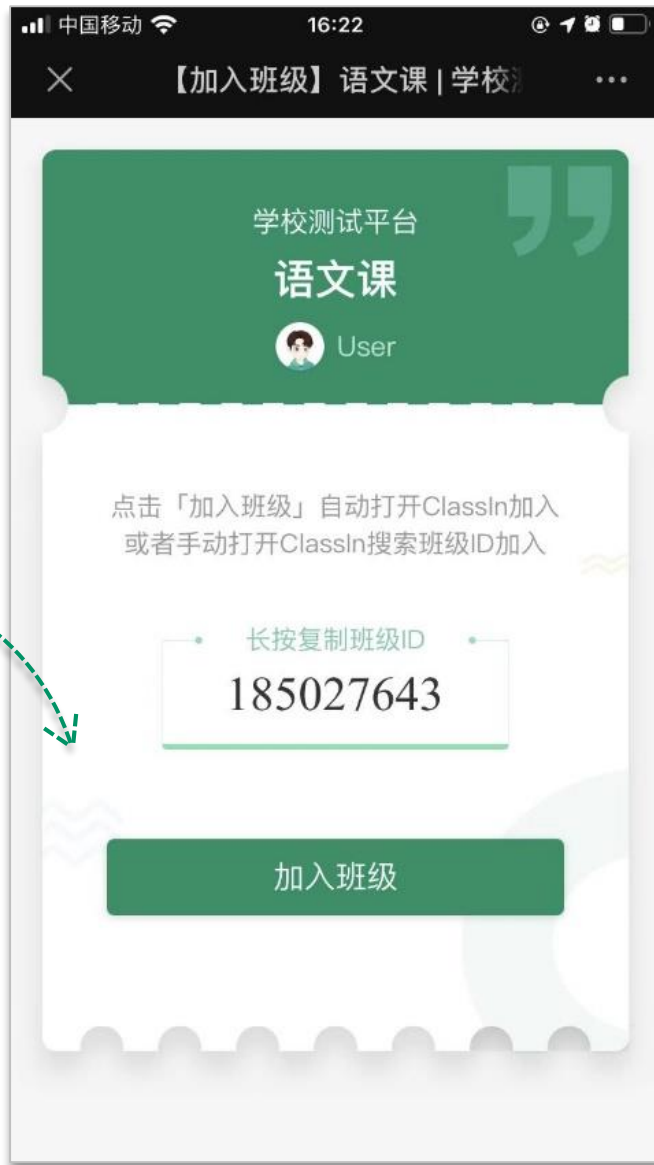 中国移动 16:22
【加入班级】语文课 | 学校
学校测试平台
语文课
User
点击「加入班级」自动打开ClassIn加入
或者手动打开ClassIn搜索班级ID加入
长按复制班级ID
185027643
加入班级